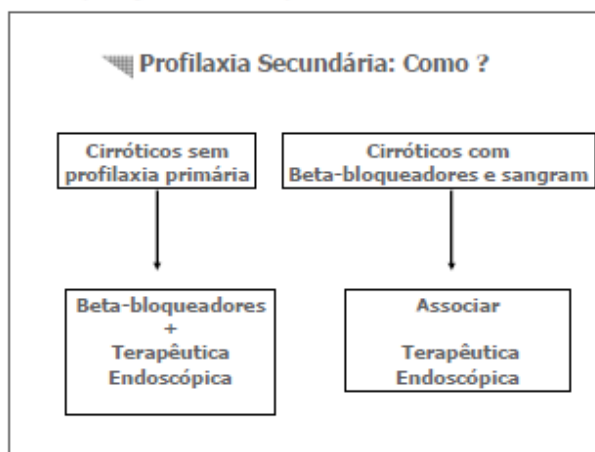 Profilaxia Secundária: Como ?
Cirróticos sem
profilaxia primária
Cirróticos com
Beta-bloqueadores e sangram
Beta-bloqueadores
+
Terapêutica
Endoscópica
Associar
Terapêutica
Endoscópica